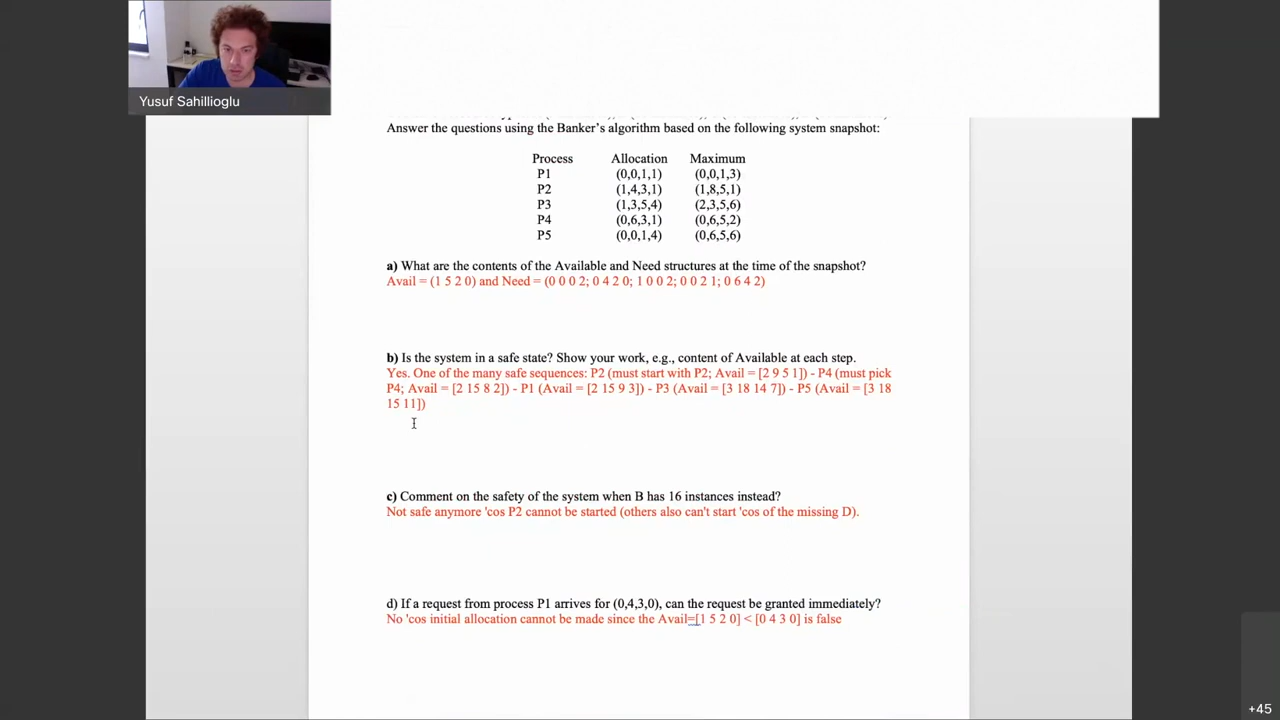 Yusuf Sahillioglu
Answer the questions using the Banker's algorithm based on the following system snapshot:
Process Allocation Maximum
P1 (0,0,1,1) (0,0,1,3)
P2 (1,4,3,1) (1,8,5,1)
P3 (1,3,5,4) (2,3,5,6)
P4 (0,6,3,1) (0,6,5,2)
P5 (0,0,1,4) (0,6,5,6)
a) What are the contents of the Available and Need structures at the time of the snapshot?
Avail = (1 5 2 0) and Need = (0 0 0 2; 0 4 2 0; 1 0 0 2; 0 0 2 1; 0 6 4 2)
b) Is the system in a safe state? Show your work, e.g., content of Available at each step.
Yes. One of the many safe sequences: P2 (must start with P2; Avail = [2 9 5 1]) - P4 (must pick
P4; Avail = [2 15 8 2]) - P1 (Avail = [2 15 9 3]) - P3 (Avail = [3 18 14 7]) - P5 (Avail = [3 18
15 11])
c) Comment on the safety of the system when B has 16 instances instead?
Not safe anymore 'cos P2 cannot be started (others also can't start 'cos of the missing D).
d) If a request from process P1 arrives for (0,4,3,0), can the request be granted immediately?
No 'cos initial allocation cannot be made since the Avail=[1 5 2 0] < [0 4 3 0] is false
+45